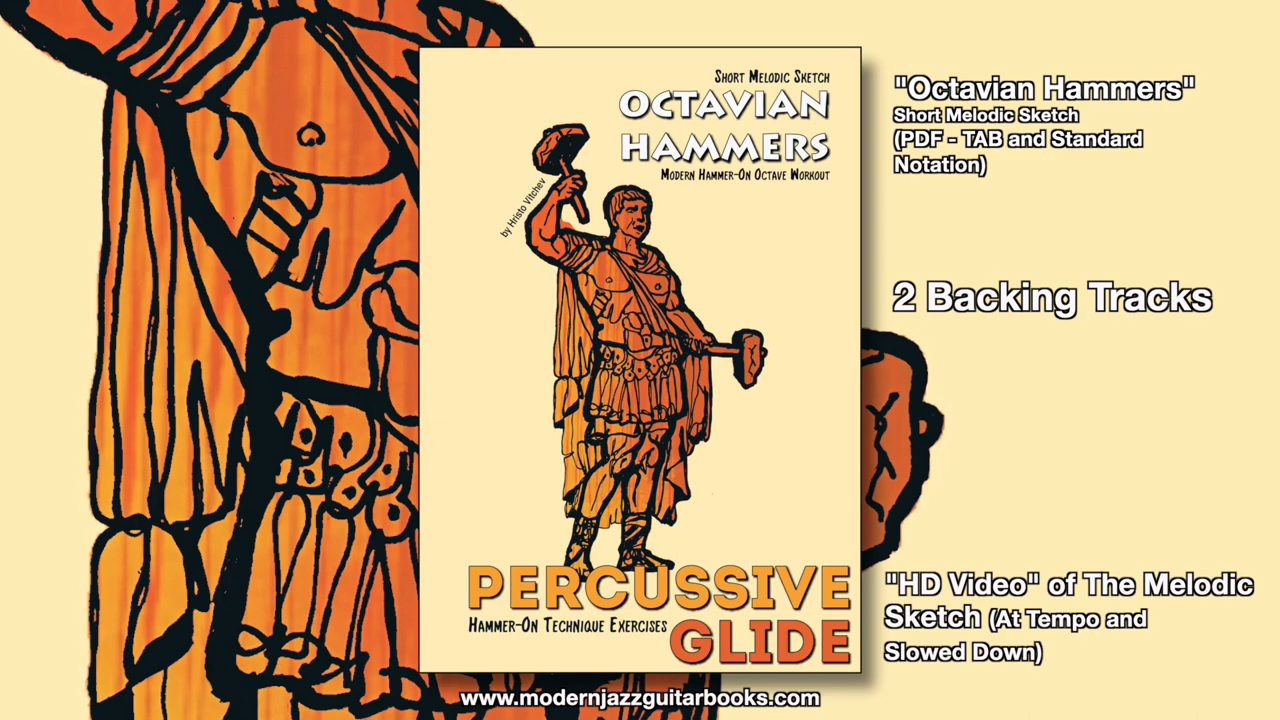 Short Melodic Sketch
OCTAVIAN
HAMMERS
Modern Hammer-On Octave Workout
by Hristo Vitchev
PERCUSSIVE
Hammer-On Technique Exercises
GLIDE
"Octavian Hammers"
Short Melodic Sketch
(PDF - TAB and Standard
Notation)
2 Backing Tracks
"HD Video" of The Melodic
Sketch (At Tempo and
Slowed Down)
www.modernjazzguitarbooks.com